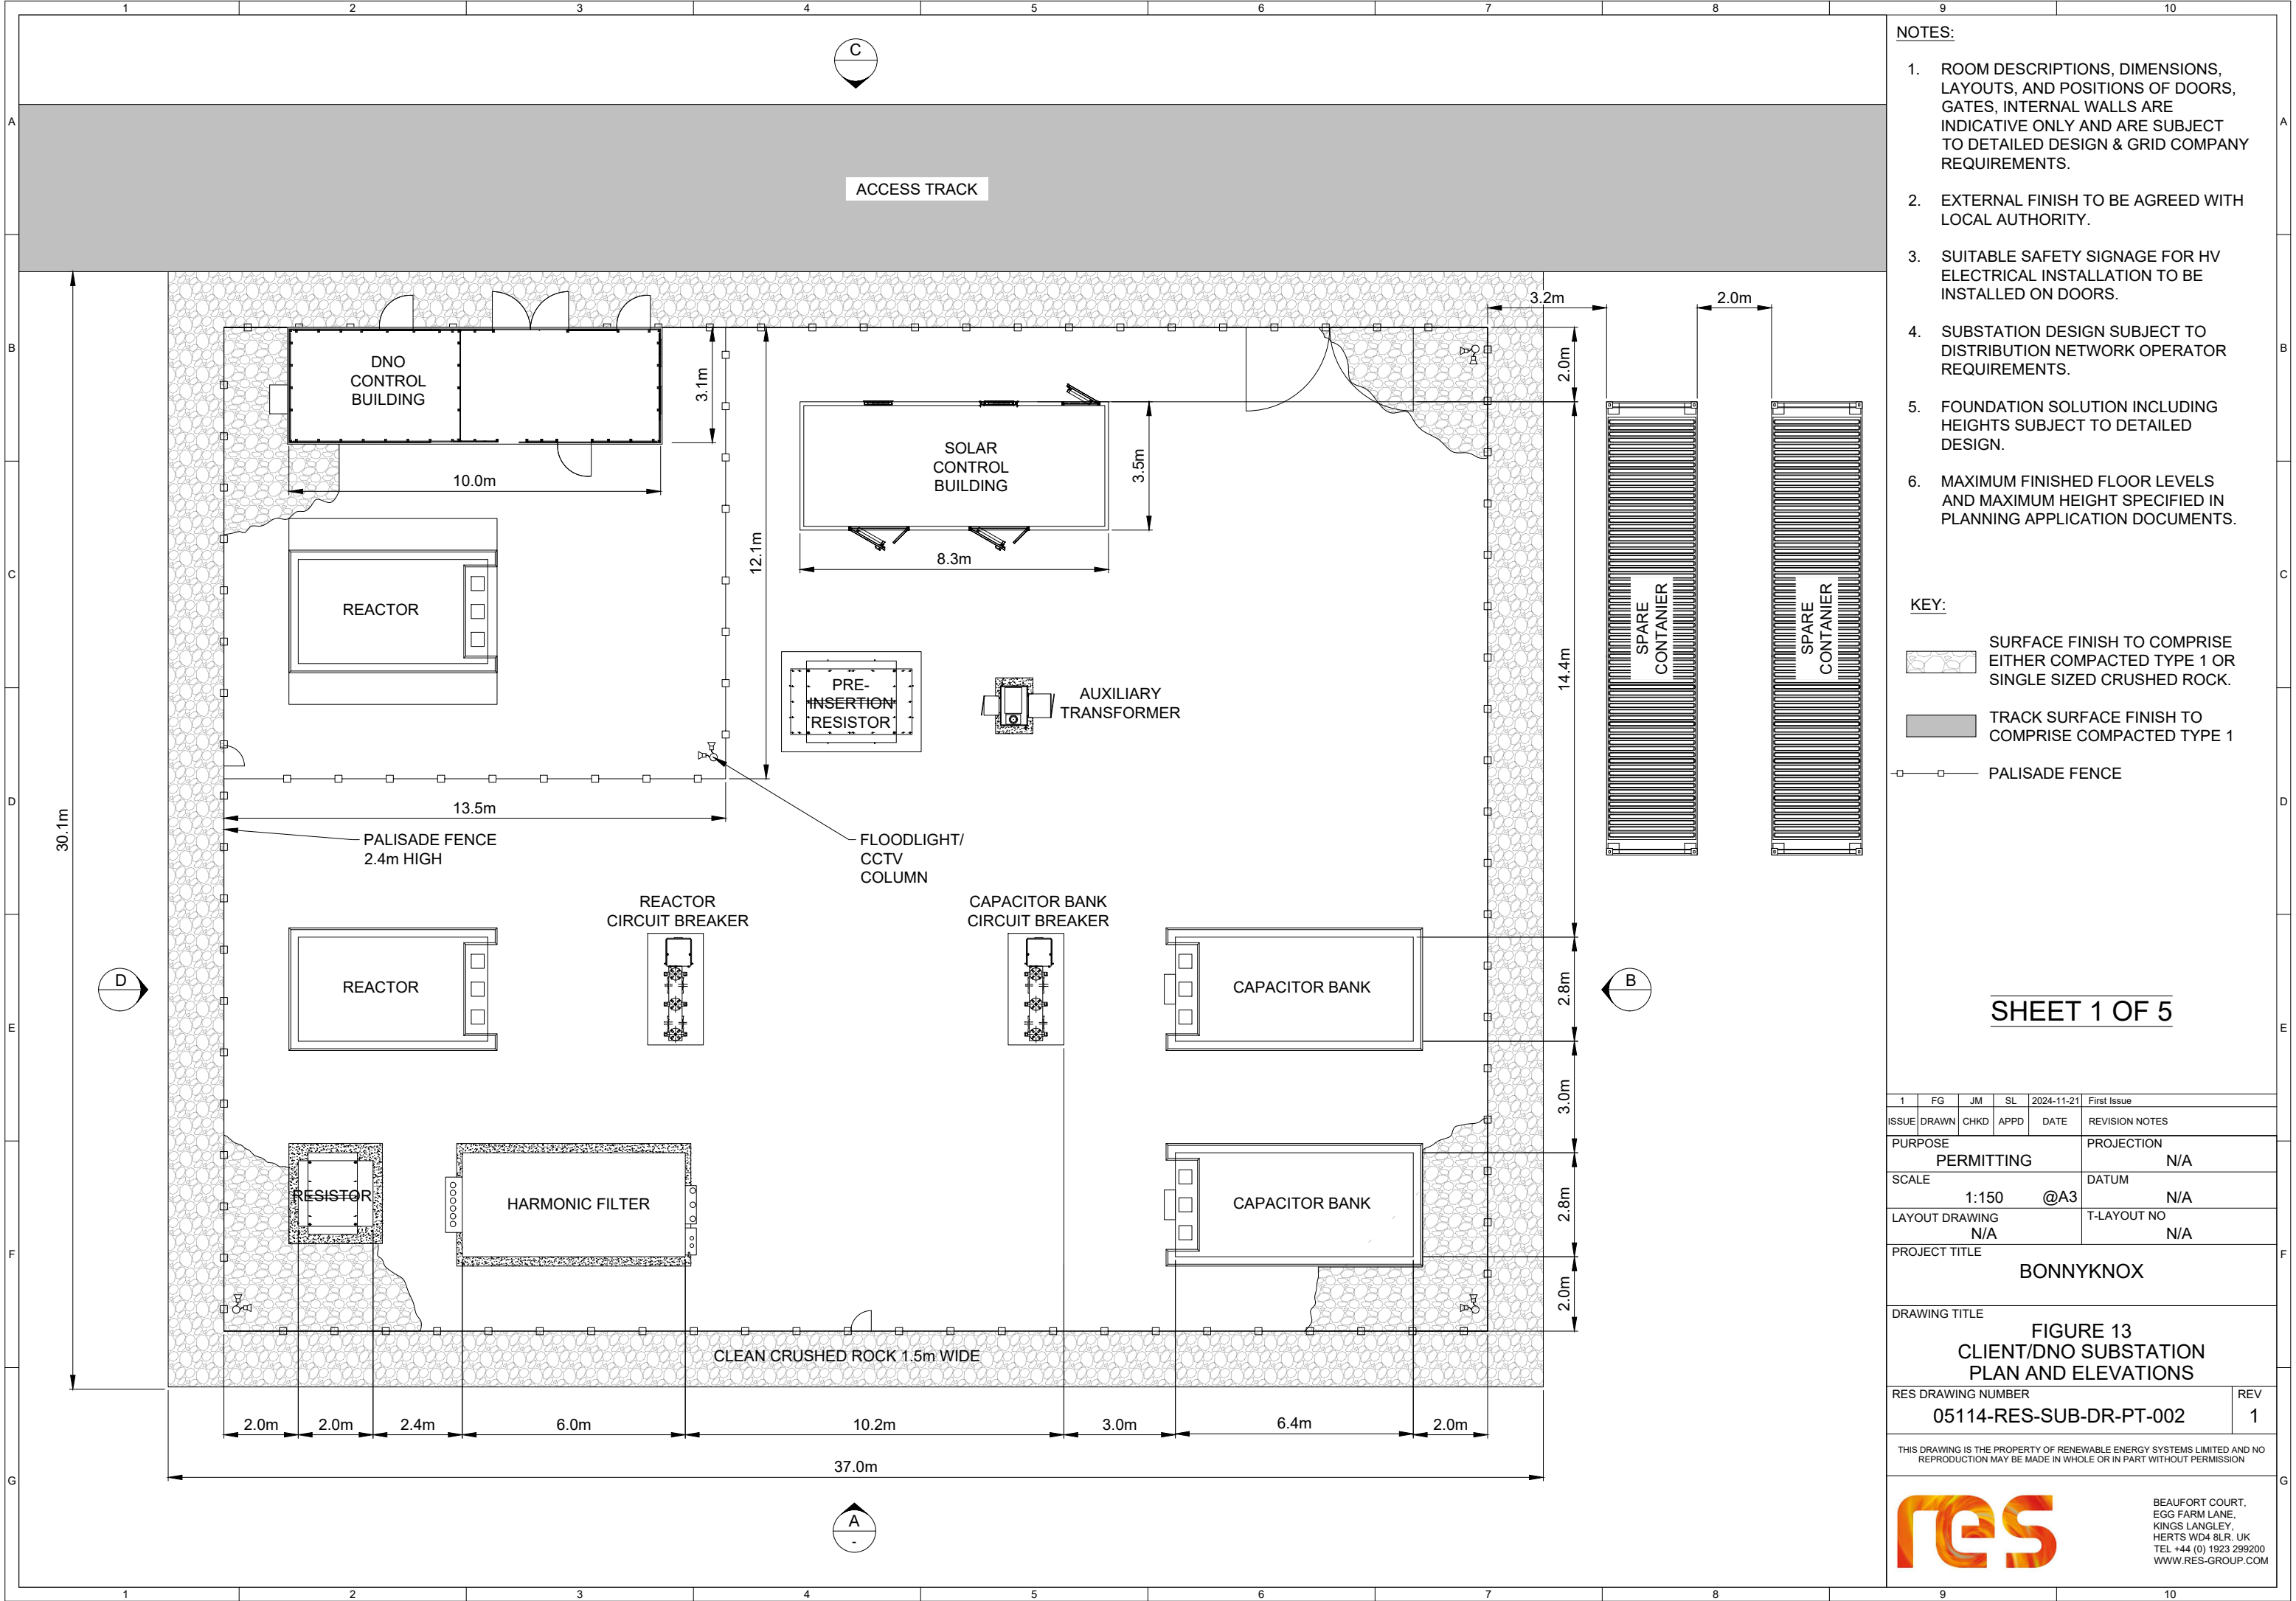 1 2 3 4 5 6 7 8 9 10
A
B
C
D
E
F
G
C
ACCESS TRACK
3.2m
2.0m
DNO
CONTROL
BUILDING
3.1m
10.0m
SOLAR
CONTROL
BUILDING
3.5m
8.3m
2.0m
12.1m
REACTOR
PRE-
INSERTION
RESISTOR
AUXILIARY
TRANSFORMER
14.4m
SPARE
CONTANIER
SPARE
CONTANIER
13.5m
30.1m
PALISADE FENCE
2.4m HIGH
FLOODLIGHT/
CCTV
COLUMN
REACTOR
CIRCUIT BREAKER
CAPACITOR BANK
CIRCUIT BREAKER
D
REACTOR
CAPACITOR BANK
2.8m
B
3.0m
RESISTOR
HARMONIC FILTER
CAPACITOR BANK
2.8m
2.0m
CLEAN CRUSHED ROCK 1.5m WIDE
2.0m 2.0m 2.4m 6.0m 10.2m 3.0m 6.4m 2.0m
37.0m
A
-
NOTES:
1. ROOM DESCRIPTIONS, DIMENSIONS,
LAYOUTS, AND POSITIONS OF DOORS,
GATES, INTERNAL WALLS ARE
INDICATIVE ONLY AND ARE SUBJECT
TO DETAILED DESIGN & GRID COMPANY
REQUIREMENTS.
2. EXTERNAL FINISH TO BE AGREED WITH
LOCAL AUTHORITY.
3. SUITABLE SAFETY SIGNAGE FOR HV
ELECTRICAL INSTALLATION TO BE
INSTALLED ON DOORS.
4. SUBSTATION DESIGN SUBJECT TO
DISTRIBUTION NETWORK OPERATOR
REQUIREMENTS.
5. FOUNDATION SOLUTION INCLUDING
HEIGHTS SUBJECT TO DETAILED
DESIGN.
6. MAXIMUM FINISHED FLOOR LEVELS
AND MAXIMUM HEIGHT SPECIFIED IN
PLANNING APPLICATION DOCUMENTS.
KEY:
SURFACE FINISH TO COMPRISE
EITHER COMPACTED TYPE 1 OR
SINGLE SIZED CRUSHED ROCK.
TRACK SURFACE FINISH TO
COMPRISE COMPACTED TYPE 1
PALISADE FENCE
SHEET 1 OF 5
1 FG JM SL 2024-11-21 First Issue
ISSUE DRAWN CHKD APPD DATE REVISION NOTES
PURPOSE PROJECTION
PERMITTING N/A
SCALE DATUM
1:150 @A3 N/A
LAYOUT DRAWING T-LAYOUT NO
N/A N/A
PROJECT TITLE
BONNYKNOX
DRAWING TITLE
FIGURE 13
CLIENT/DNO SUBSTATION
PLAN AND ELEVATIONS
RES DRAWING NUMBER REV
05114-RES-SUB-DR-PT-002 1
THIS DRAWING IS THE PROPERTY OF RENEWABLE ENERGY SYSTEMS LIMITED AND NO
REPRODUCTION MAY BE MADE IN WHOLE OR IN PART WITHOUT PERMISSION
res
BEAUFORT COURT,
EGG FARM LANE,
KINGS LANGLEY,
HERTS WD4 8LR. UK
TEL +44 (0) 1923 299200
WWW.RES-GROUP.COM
A
B
C
D
E
F
G
1 2 3 4 5 6 7 8 9 10